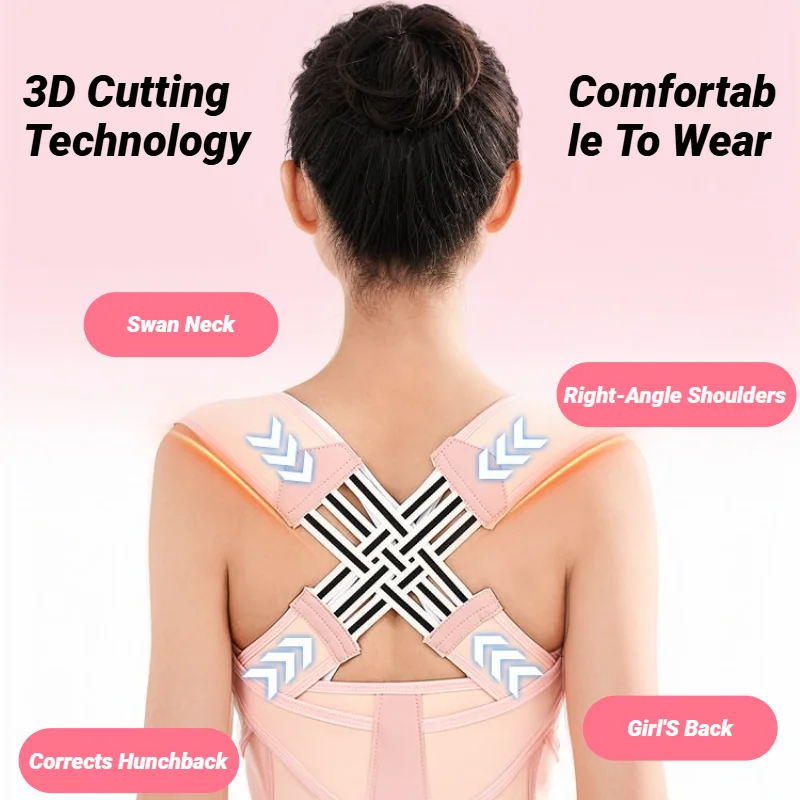 3D Cutting
Technology
Comfortab
le To Wear
Swan Neck
Right-Angle Shoulders
Girl'S Back
Corrects Hunchback